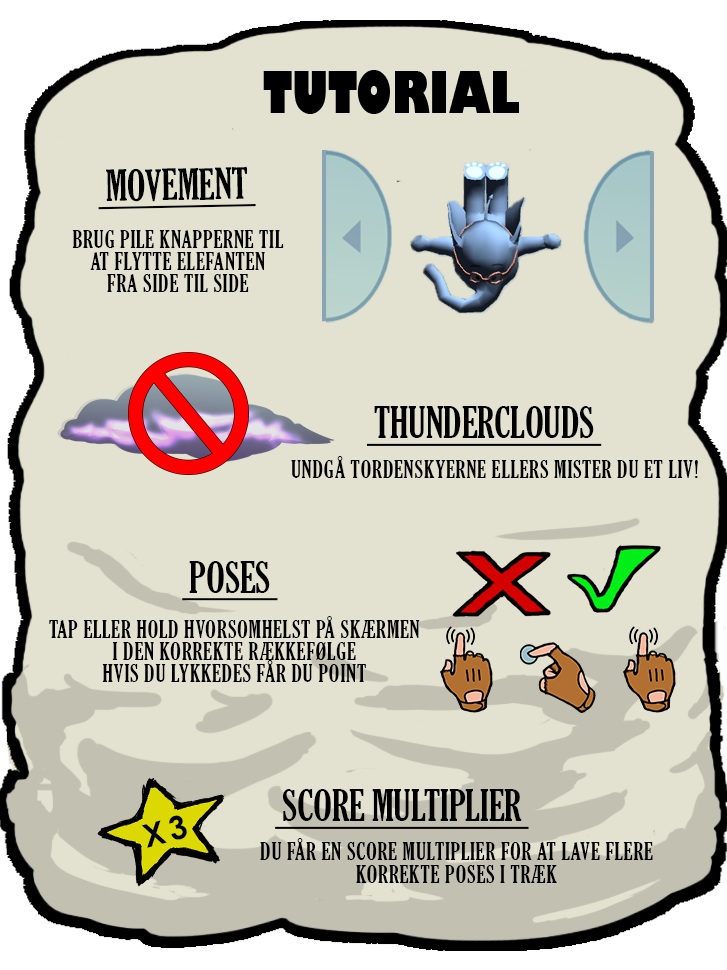 TUTORIAL
MOVEMENT
BRUG PILE KNAPPERNE TIL
AT FLYTTE ELEFANTEN
FRA SIDE TIL SIDE
THUNDERCLOUDS
UNDGÅ TORDENSKYERNE ELLERS MISTER DU ET LIV!
POSES
TAP ELLER HOLD HVORSOMHELST PÅ SKÆRMEN
I DEN KORREKTE RÆKKEFØLGE
HVIS DU LYKKEDES FÅR DU POINT
X 3
SCORE MULTIPLIER
DU FÅR EN SCORE MULTIPLIER FOR AT LAVE FLERE
KORREKTE POSES I TRÆK